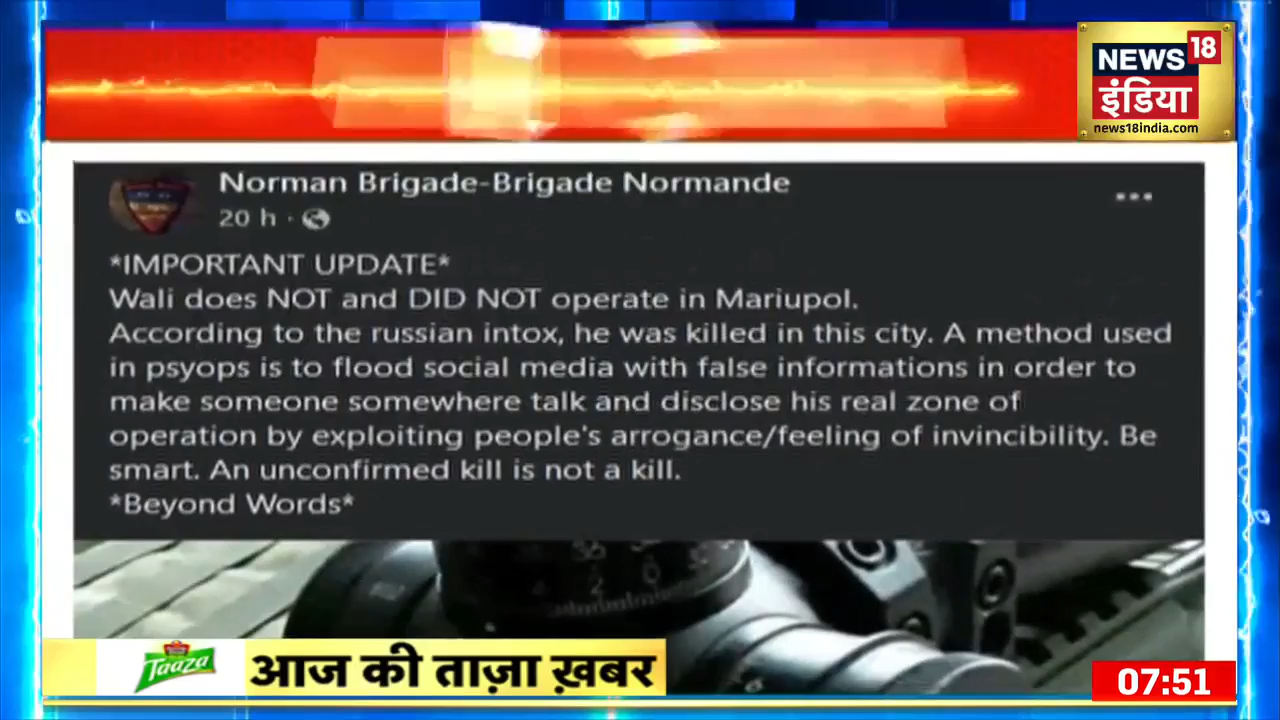 NEWS 18
इंडिया
news18india.com
Norman Brigade-Brigade Normande
20 h ·
*IMPORTANT UPDATE*
Wali does NOT and DID NOT operate in Mariupol.
According to the russian intox, he was killed in this city. A method used
in psyops is to flood social media with false informations in order to
make someone somewhere talk and disclose his real zone of
operation by exploiting people's arrogance/feeling of invincibility. Be
smart. An unconfirmed kill is not a kill.
*Beyond Words*
Taaza
आज की ताज़ा ख़बर
07:51